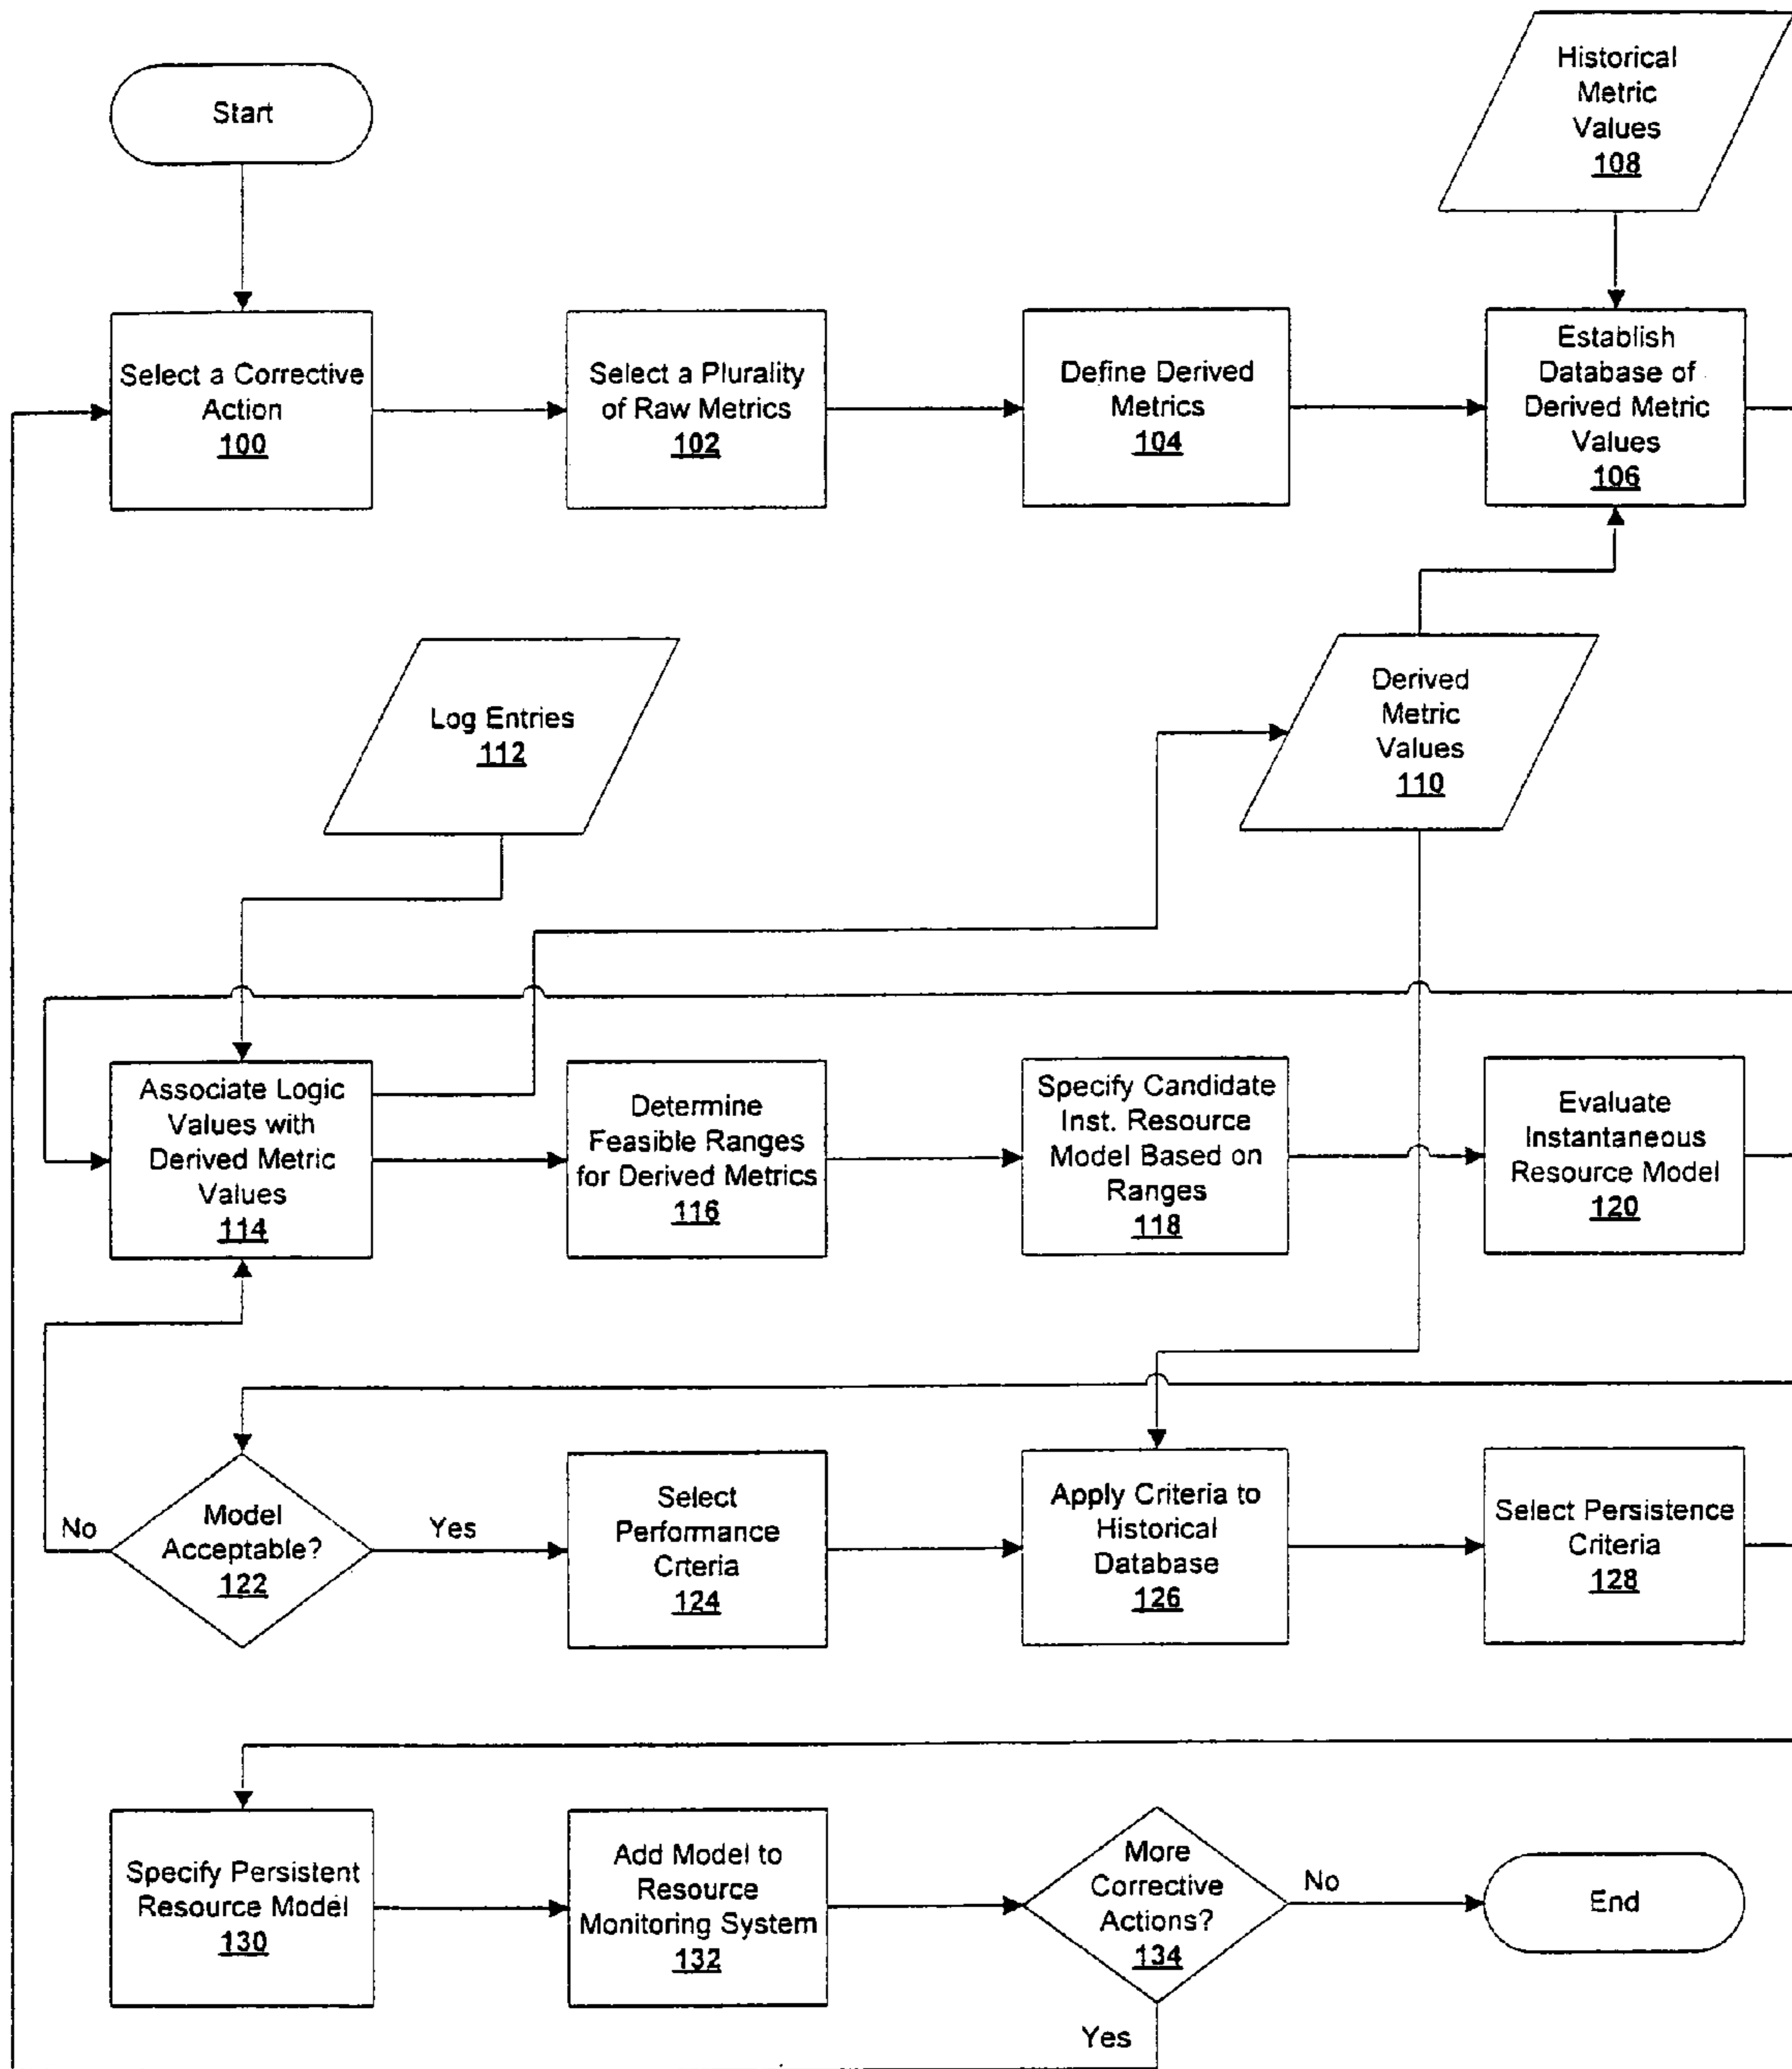 Start
Historical
Metric
Values
108
Select a Corrective
Action
100
Select a Plurality
of Raw Metrics
102
Define Derived
Metrics
104
Establish
Database of
Derived Metric
Values
106
Log Entries
112
Derived
Metric
Values
110
Associate Logic
Values with
Derived Metric
Values
114
Determine
Feasible Ranges
for Derived Metrics
116
Specify Candidate
Inst. Resource
Model Based on
Ranges
118
Evaluate
Instantaneous
Resource Model
120
No
Model
Acceptable?
122
Yes
Select
Performance
Crteria
124
Apply Criteria to
Historical
Database
126
Select Persistence
Criteria
128
Specify Persistent
Resource Model
130
Add Model to
Resource
Monitoring System
132
More
Corrective
Actions?
134
No
End
Yes